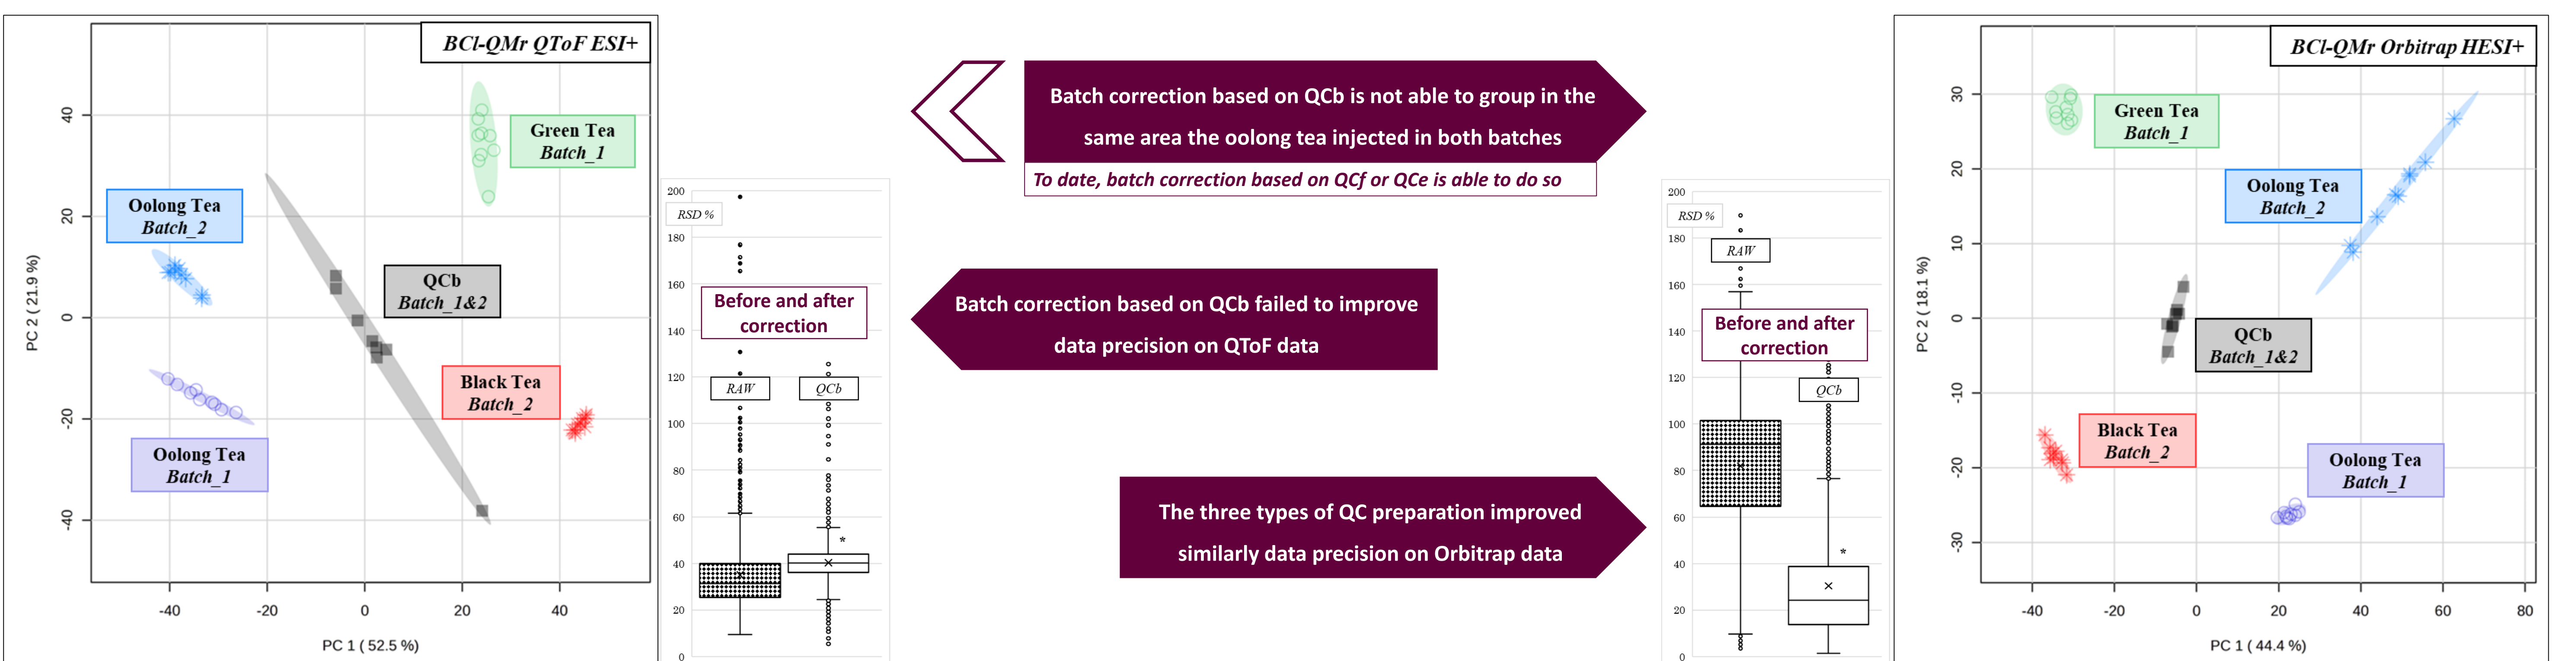 BCl-QMr QToF ESI+
Green Tea
Batch_1
Oolong Tea
Batch_2
QCb
Batch_1&2
Black Tea
Batch_2
Oolong Tea
Batch_1
PC 2 ( 21.9 %)
40
20
0
-20
-40
-40
-20
0
20
40
PC 1 ( 52.5 %)
200
180
160
140
120
100
80
60
40
20
0
RSD %
Before and after
correction
RAW
QCb
*
Batch correction based on QCb is not able to group in the
same area the oolong tea injected in both batches
To date, batch correction based on QCf or QCe is able to do so
Batch correction based on QCb failed to improve
data precision on QToF data
The three types of QC preparation improved
similarly data precision on Orbitrap data
200
180
160
140
120
100
80
60
40
20
0
RSD %
RAW
Before and after
correction
QCb
*
BCl-QMr Orbitrap HESI+
Green Tea
Batch_1
Oolong Tea
Batch_2
QCb
Batch_1&2
Black Tea
Batch_2
Oolong Tea
Batch_1
PC 2 ( 18.1 %)
30
20
10
0
-10
-20
-30
-40
-20
0
20
40
60
80
PC 1 ( 44.4 %)